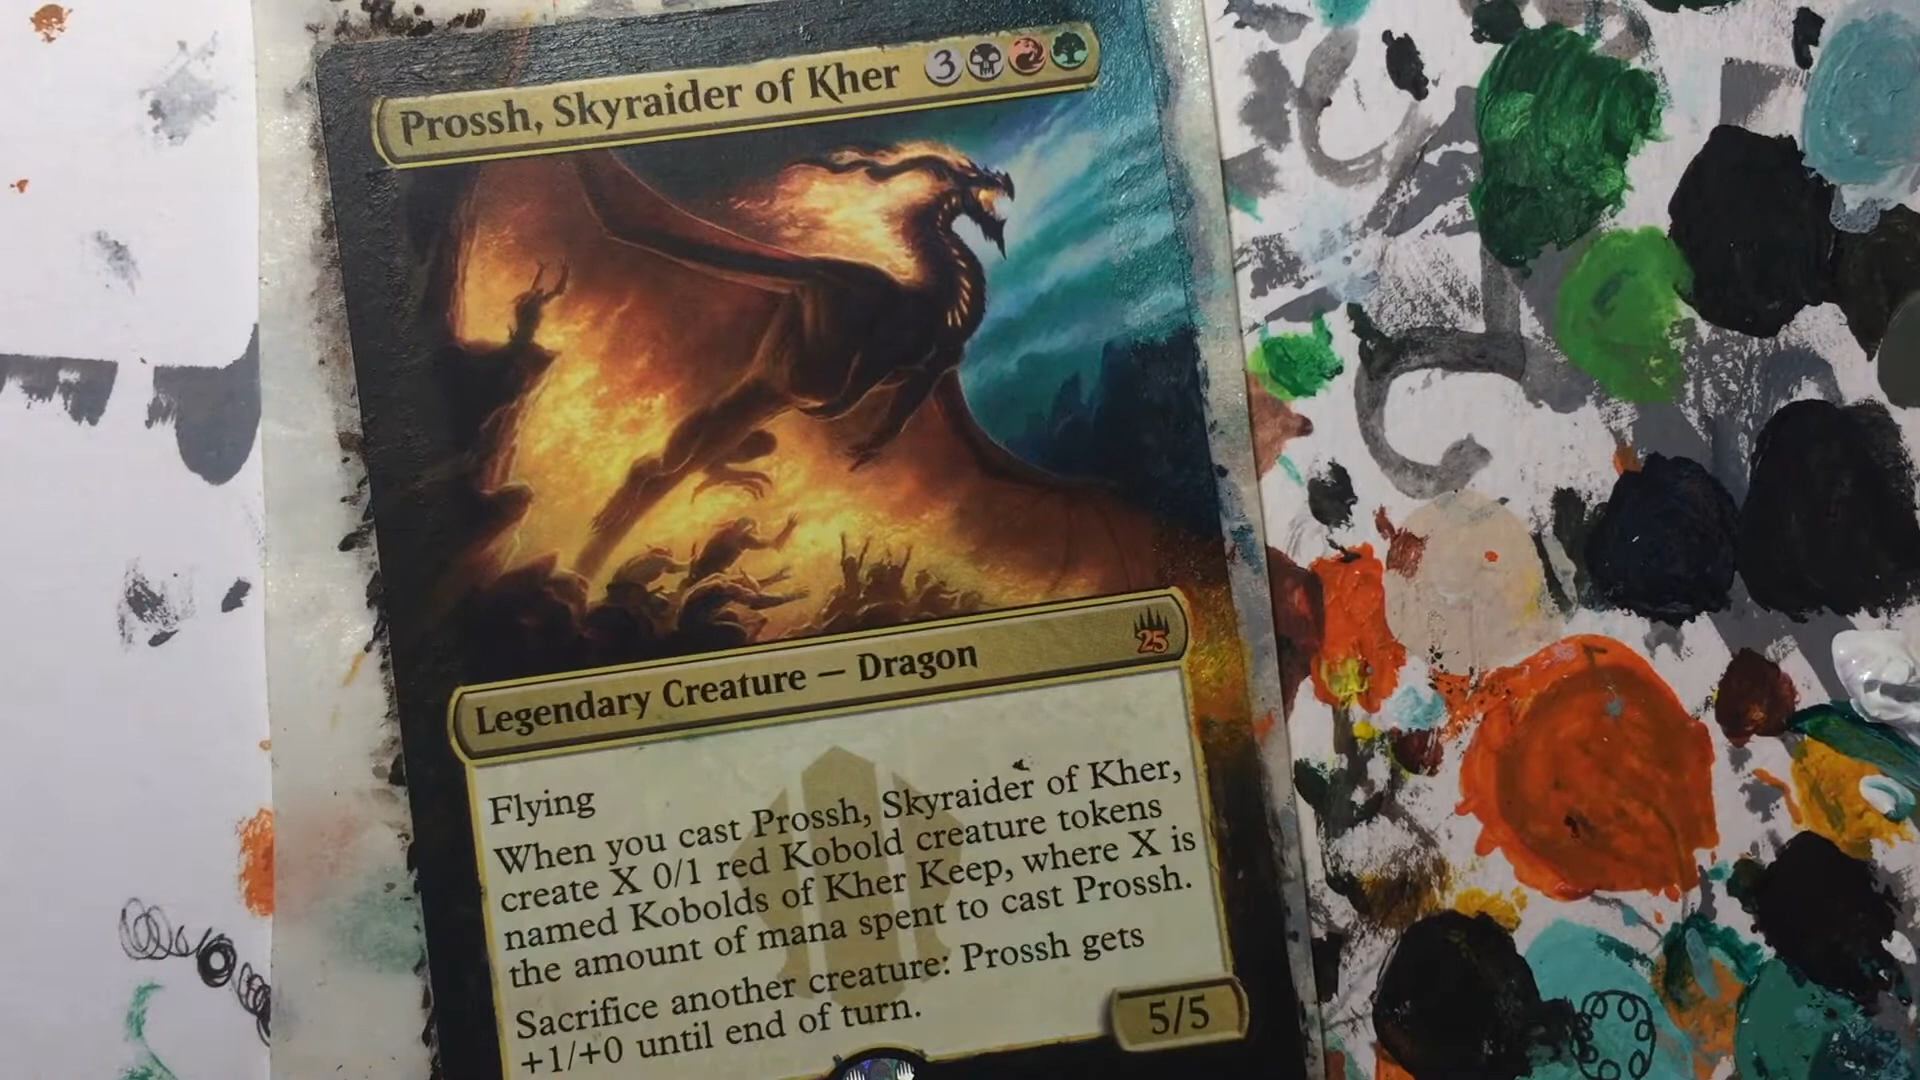 Prossh, Skyraider of Kher 3
Legendary Creature — Dragon
25
Flying
When you cast Prossh, Skyraider of Kher,
create X 0/1 red Kobold creature tokens
named Kobolds of Kher Keep, where X is
the amount of mana spent to cast Prossh.
Sacrifice another creature: Prossh gets
+1/+0 until end of turn.
5/5